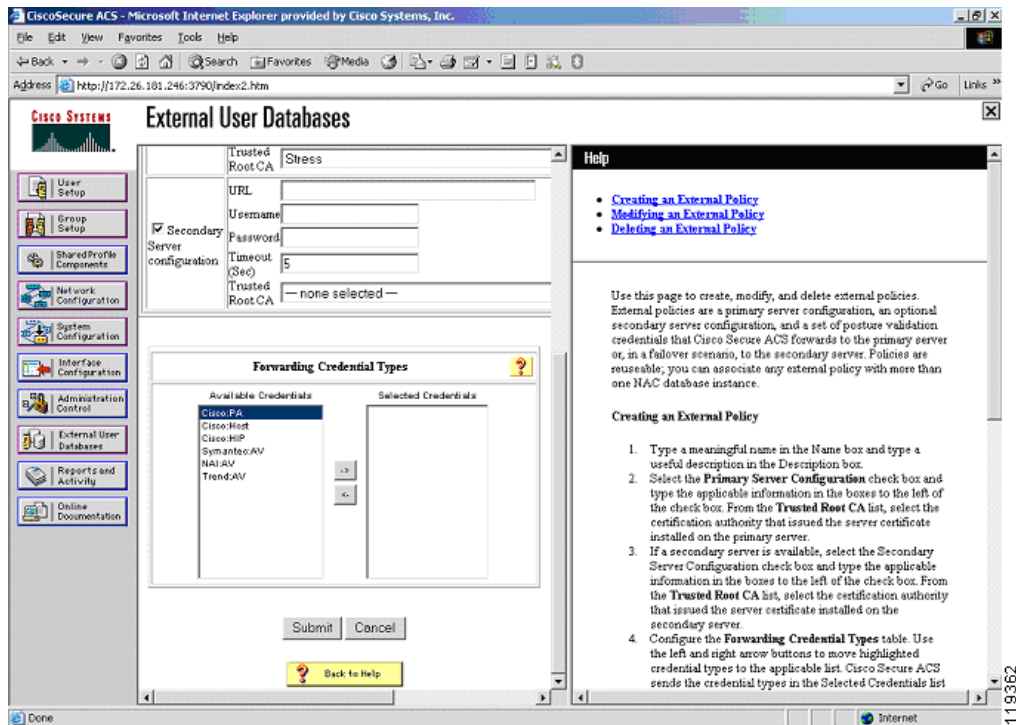 CiscoSecure ACS - Microsoft Internet Explorer provided by Cisco Systems, Inc.
File Edit View Favorites Tools Help
Back Search Favorites Media
Address http://172.26.181.246:3790/index2.htm Go Links »
CISCO SYSTEMS
External User Databases
User
Setup
Group
Setup
Shared Profile
Components
Network
Configuration
System
Configuration
Interface
Configuration
Administration
Control
External User
Databases
Reports and
Activity
Online
Documentation
Trusted
Root CA Stress
Secondary
Server
configuration
URL
Username
Password
Timeout
(Sec) 5
Trusted
Root CA — none selected —
Forwarding Credential Types ?
Available Credentials Selected Credentials
Cisco:PA
Cisco:Host
Cisco:HIP
Symantec:AV
NAI:AV
Trend:AV
->
<-
Submit Cancel
? Back to Help
Help
• Creating an External Policy
• Modifying an External Policy
• Deleting an External Policy
Use this page to create, modify, and delete external policies.
External policies are a primary server configuration, an optional
secondary server configuration, and a set of posture validation
credentials that Cisco Secure ACS forwards to the primary server
or, in a failover scenario, to the secondary server. Policies are
reuseable; you can associate any external policy with more than
one NAC database instance.
Creating an External Policy
1. Type a meaningful name in the Name box and type a
useful description in the Description box.
2. Select the Primary Server Configuration check box and
type the applicable information in the boxes to the left of
the check box. From the Trusted Root CA list, select the
certification authority that issued the server certificate
installed on the primary server.
3. If a secondary server is available, select the Secondary
Server Configuration check box and type the applicable
information in the boxes to the left of the check box. From
the Trusted Root CA list, select the certification authority
that issued the server certificate installed on the
secondary server.
4. Configure the Forwarding Credential Types table. Use
the left and right arrow buttons to move highlighted
credential types to the applicable list. Cisco Secure ACS
sends the credential types in the Selected Credentials list
Done Internet
119362